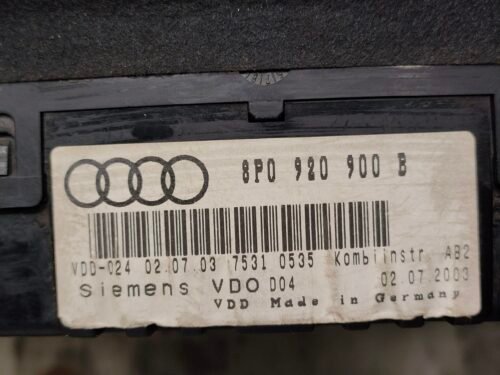 8P0 920 900 B
VDD-024 02.07.03 7531 0535 Kombiinstr. AB2
Siemens VDO D04 02.07.2003
VDD Made in Germany